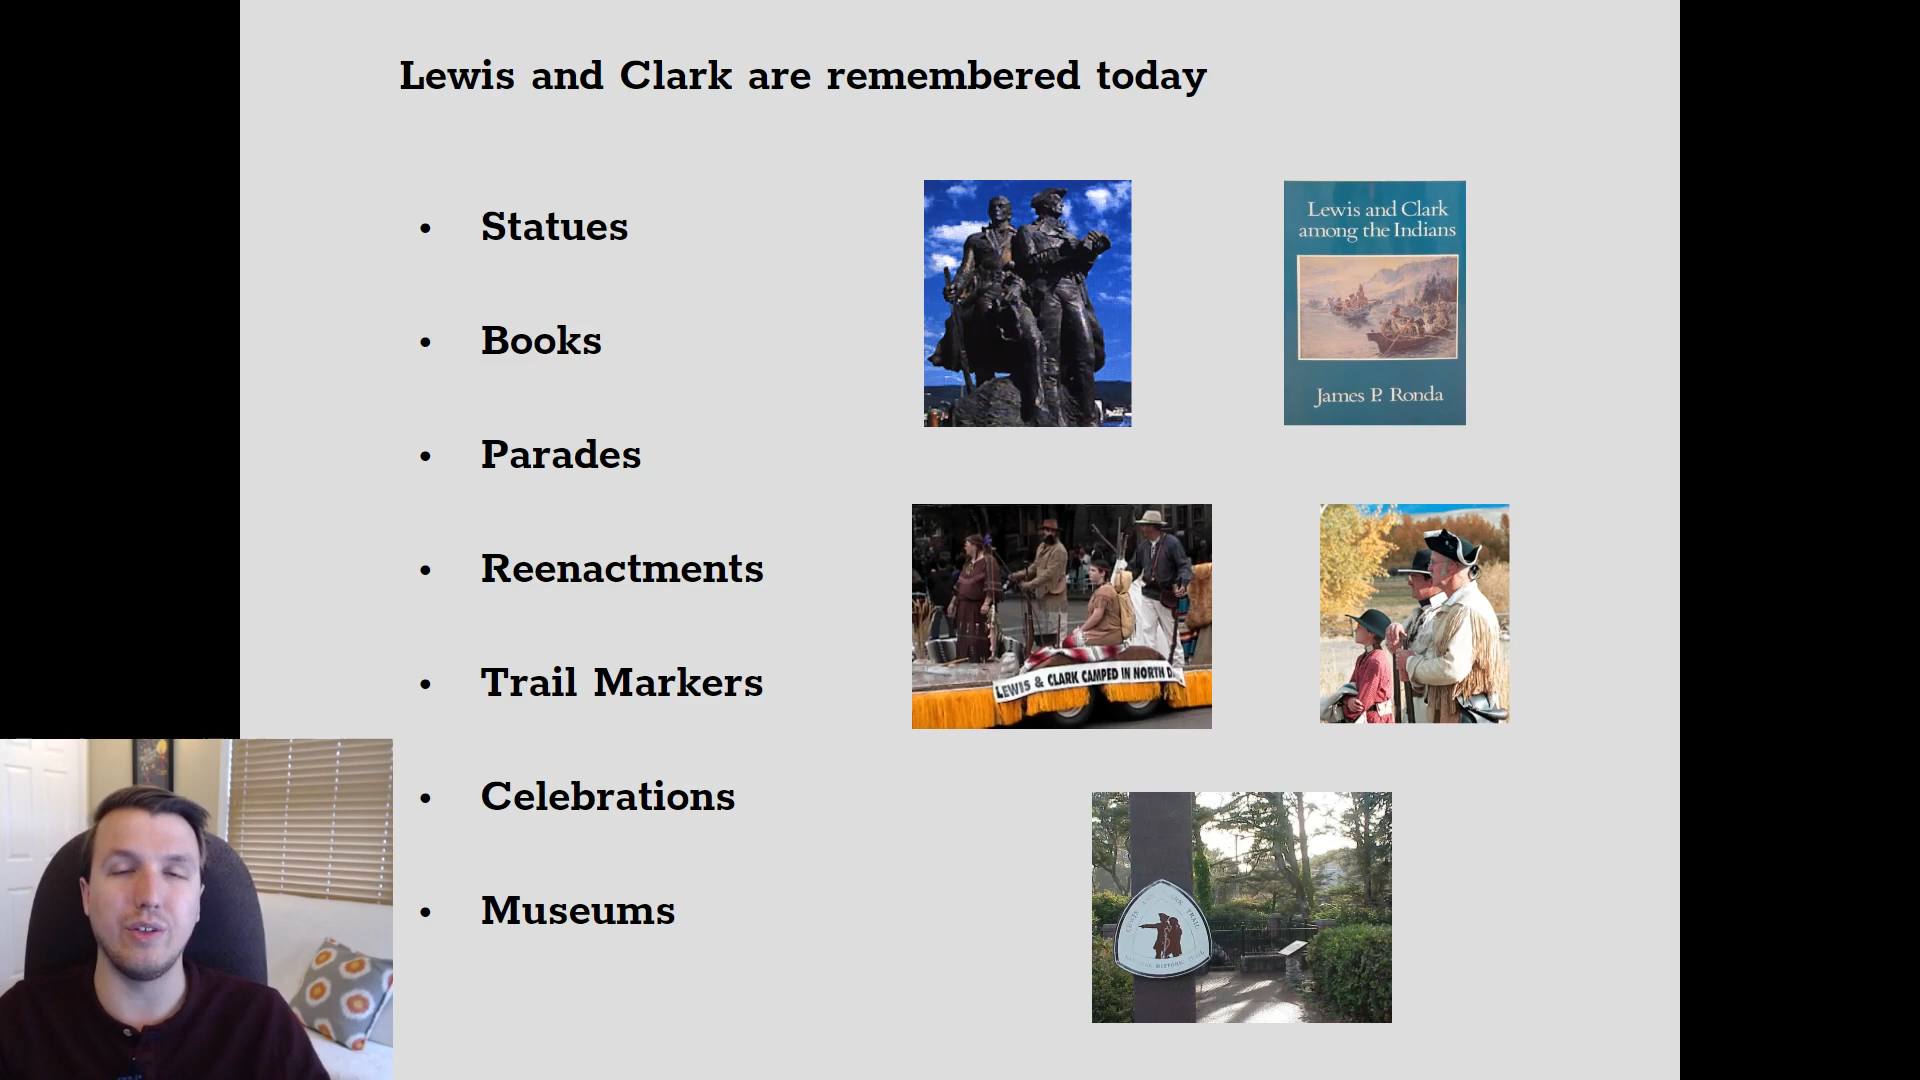 Lewis and Clark are remembered today
• Statues
• Books
• Parades
• Reenactments
• Trail Markers
• Celebrations
• Museums
Lewis and Clark
among the Indians
James P. Ronda
LEWIS & CLARK CAMPED IN NORTH
TRAIL